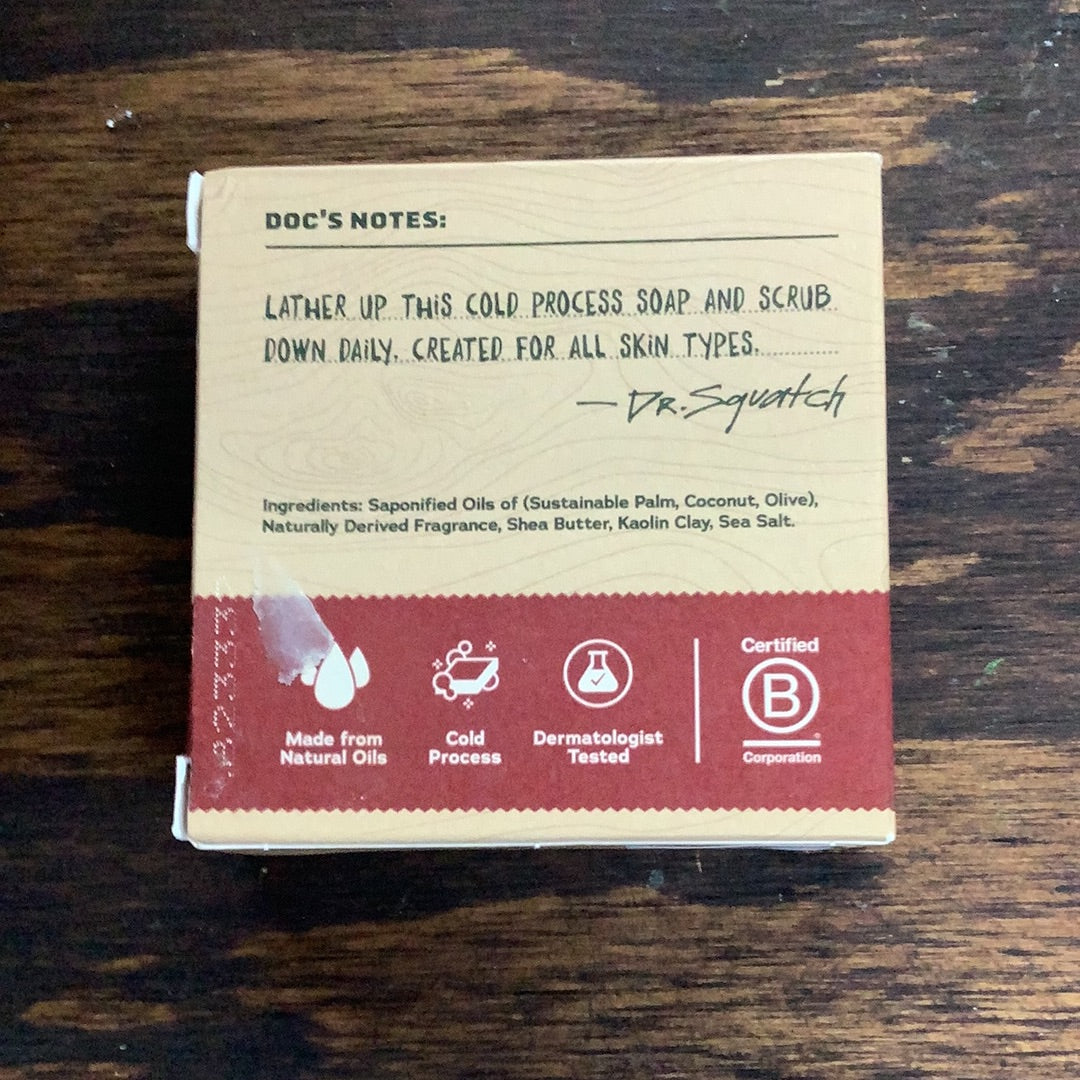 DOC'S NOTES:
LATHER UP THIS COLD PROCESS SOAP AND SCRUB
DOWN DAILY. CREATED FOR ALL SKIN TYPES.
— DR. Squatch
Ingredients: Saponified Oils of (Sustainable Palm, Coconut, Olive),
Naturally Derived Fragrance, Shea Butter, Kaolin Clay, Sea Salt.
Made from
Natural Oils
Cold
Process
Dermatologist
Tested
Certified
B
Corporation